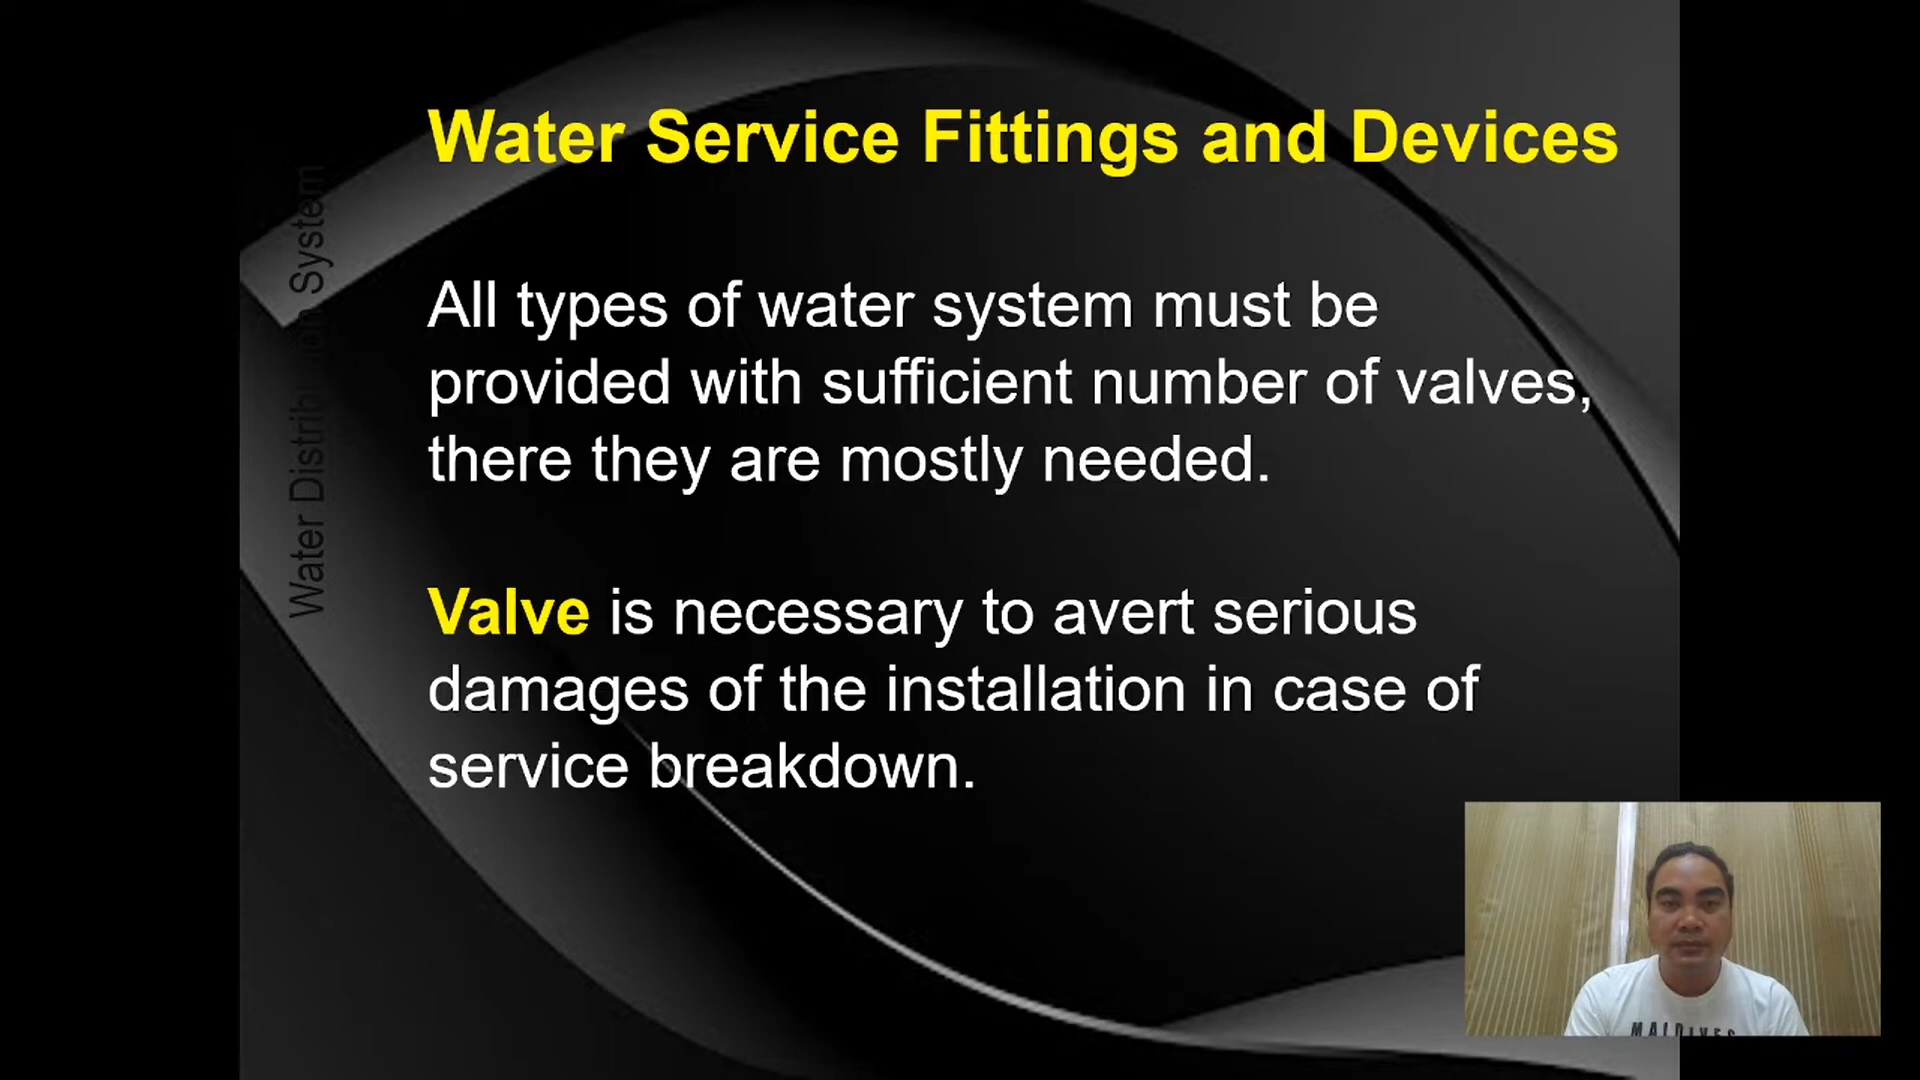 Water Service Fittings and Devices
Water Distribution System
All types of water system must be
provided with sufficient number of valves,
there they are mostly needed.
Valve is necessary to avert serious
damages of the installation in case of
service breakdown.
MALDIVES